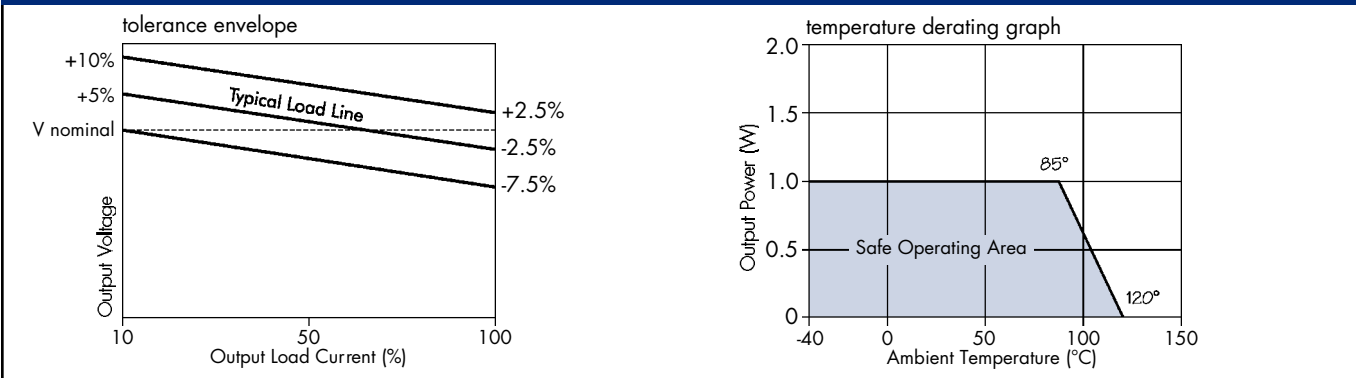 tolerance envelope
+10%
+5%
V nominal
Typical Load Line
+2.5%
-2.5%
-7.5%
Output Voltage
10
50
100
Output Load Current (%)
temperature derating graph
2.0
1.5
1.0
0.5
0
Output Power (W)
85°
Safe Operating Area
120°
-40
0
50
100
150
Ambient Temperature (°C)